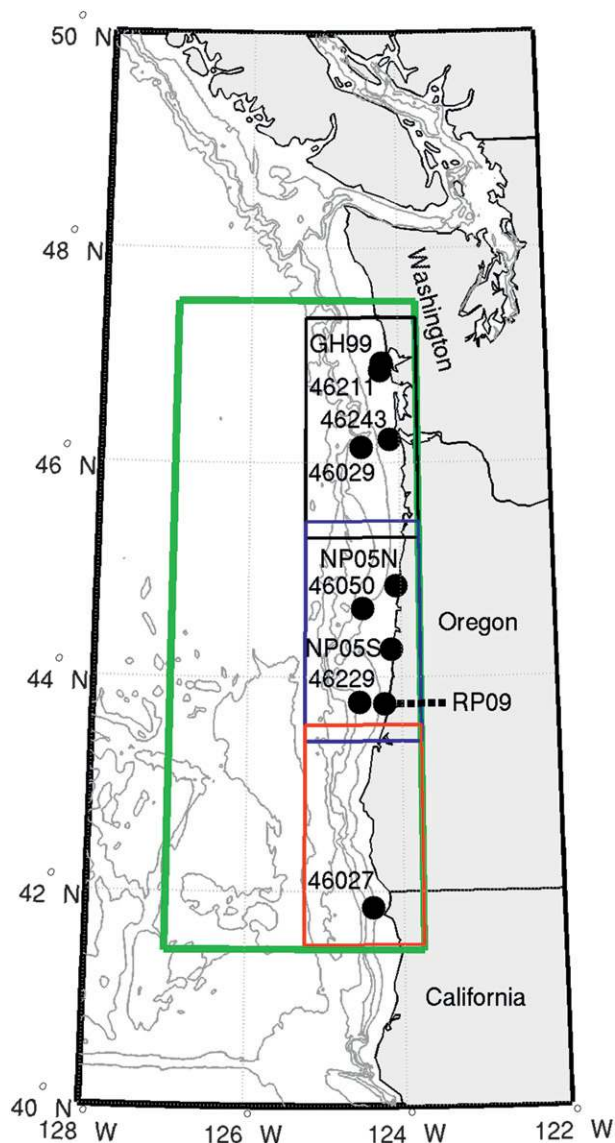 50° N
48° N
Washington
GH99
46211
46243
46° N
46029
NP05N
46050
Oregon
NP05S
44° N
46229
RP09
46027
42° N
California
40° N
128° W
126° W
124° W
122° W